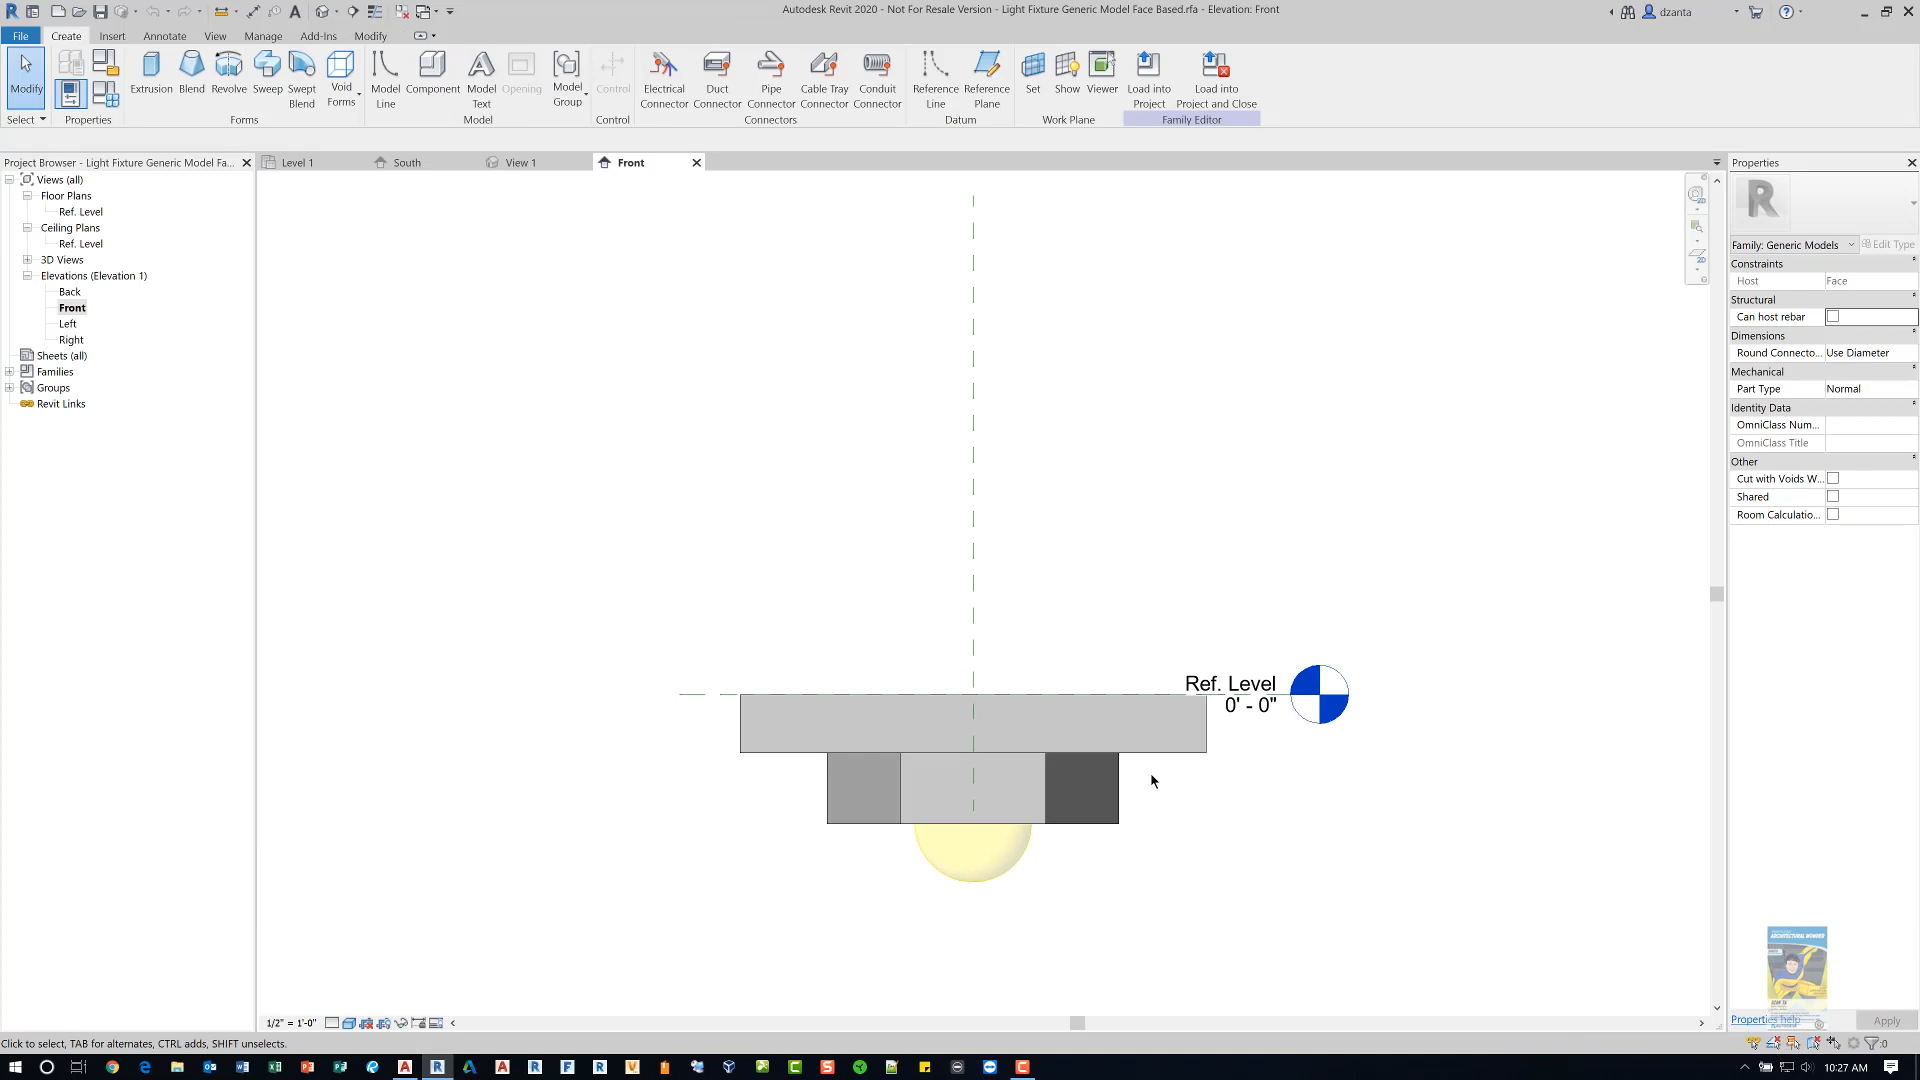 Autodesk Revit 2020 - Not For Resale Version - Light Fixture Generic Model Face Based.rfa - Elevation: Front
dzanta
File Create Insert Annotate View Manage Add-Ins Modify
Modify
Extrusion Blend Revolve Sweep Swept Blend Void Forms
Model Line Component Model Text Opening Model Group
Control
Electrical Connector Duct Connector Pipe Connector Cable Tray Connector Conduit Connector
Reference Line Reference Plane
Set Show Viewer
Load into Project Load into Project and Close
Select Properties Forms Model Control Connectors Datum Work Plane Family Editor
Project Browser - Light Fixture Generic Model Fa...
Level 1 South View 1 Front
Views (all)
Floor Plans
Ref. Level
Ceiling Plans
Ref. Level
3D Views
Elevations (Elevation 1)
Back
Front
Left
Right
Sheets (all)
Families
Groups
Revit Links
Ref. Level
0' - 0"
Properties
Family: Generic Models Edit Type
Constraints
Host Face
Structural
Can host rebar
Dimensions
Round Connecto... Use Diameter
Mechanical
Part Type Normal
Identity Data
OmniClass Num...
OmniClass Title
Other
Cut with Voids W...
Shared
Room Calculatio...
ARCHITECTURAL WONDER
Properties help
Apply
1/2" = 1'-0"
Click to select, TAB for alternates, CTRL adds, SHIFT unselects.
:0
10:27 AM